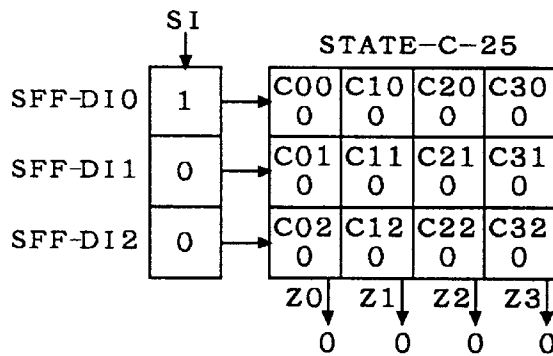 SI
STATE-C-25
SFF-DI0 1 C00 C10 C20 C30
0 0 0 0
SFF-DI1 0 C01 C11 C21 C31
0 0 0 0
SFF-DI2 0 C02 C12 C22 C32
0 0 0 0
Z0 Z1 Z2 Z3
0 0 0 0